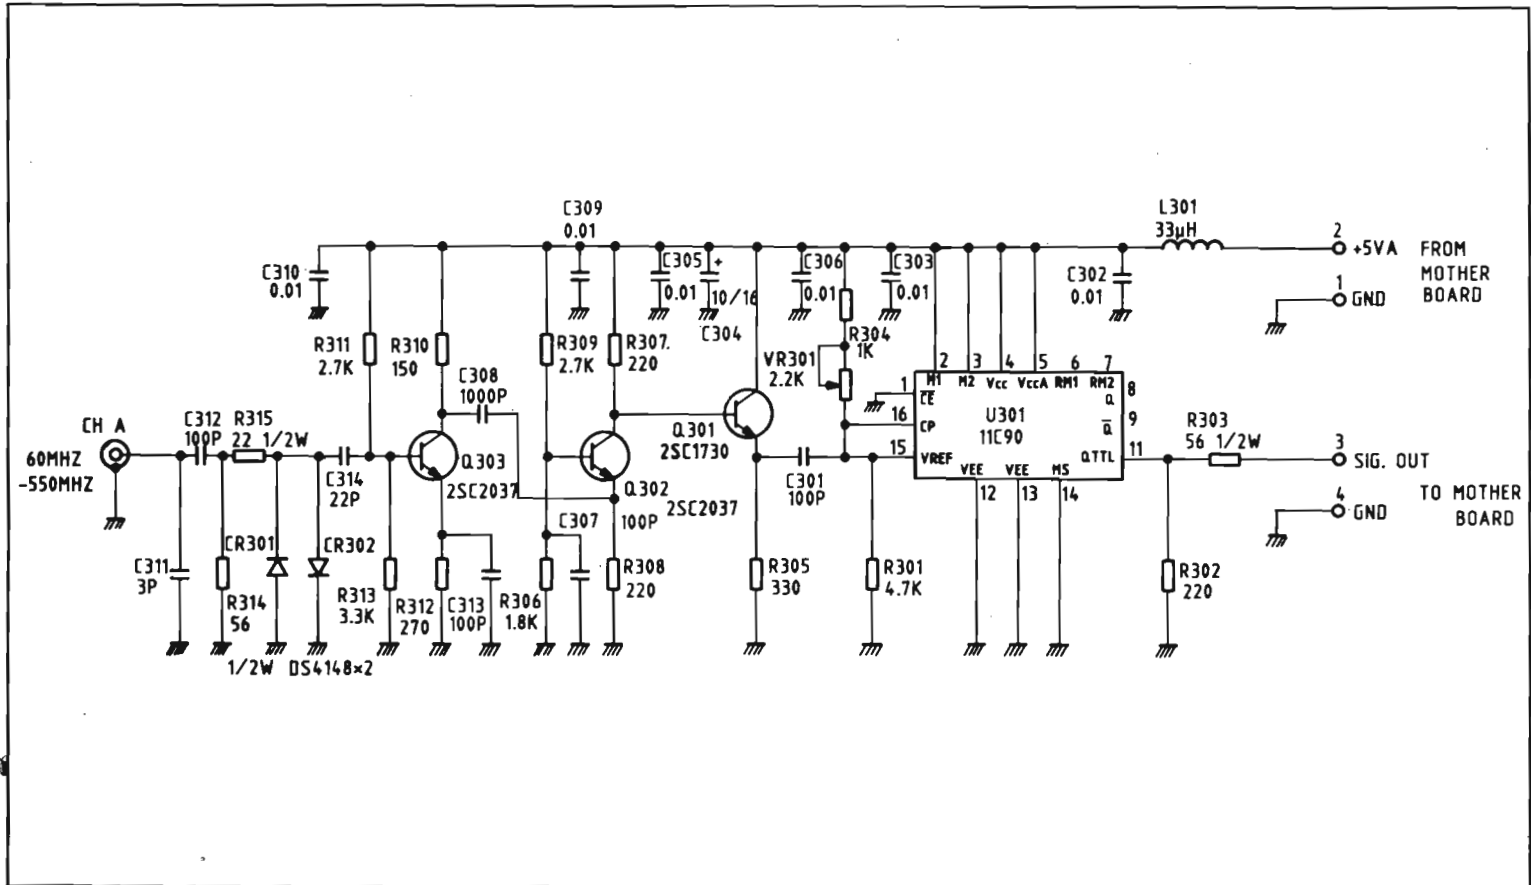 L301
33µH
2
+5VA
FROM
MOTHER
BOARD
1
GND
C309
0.01
C310
0.01
C305
0.01
+
10/16
C304
C306
0.01
C303
0.01
C302
0.01
R311
2.7K
R310
150
C308
1000P
R309
2.7K
R307.
220
R304
1K
VR301
2.2K
2
3
4
5
6
7
M1
M2
Vcc
VccA
RM1
RM2
1
CE
16
CP
15
VREF
U301
11C90
Q
8
Q̅
9
QTTL
11
VEE
VEE
MS
12
13
14
CH A
60MHZ
-550MHZ
C312
100P
R315
22 1/2W
C314
22P
Q303
2SC2037
Q302
2SC2037
Q301
2SC1730
C301
100P
R303
56 1/2W
3
SIG. OUT
4
GND
TO MOTHER
BOARD
C311
3P
R314
56
1/2W
CR301
CR302
DS4148×2
R313
3.3K
R312
270
C313
100P
R306
1.8K
C307
100P
R308
220
R305
330
R301
4.7K
R302
220